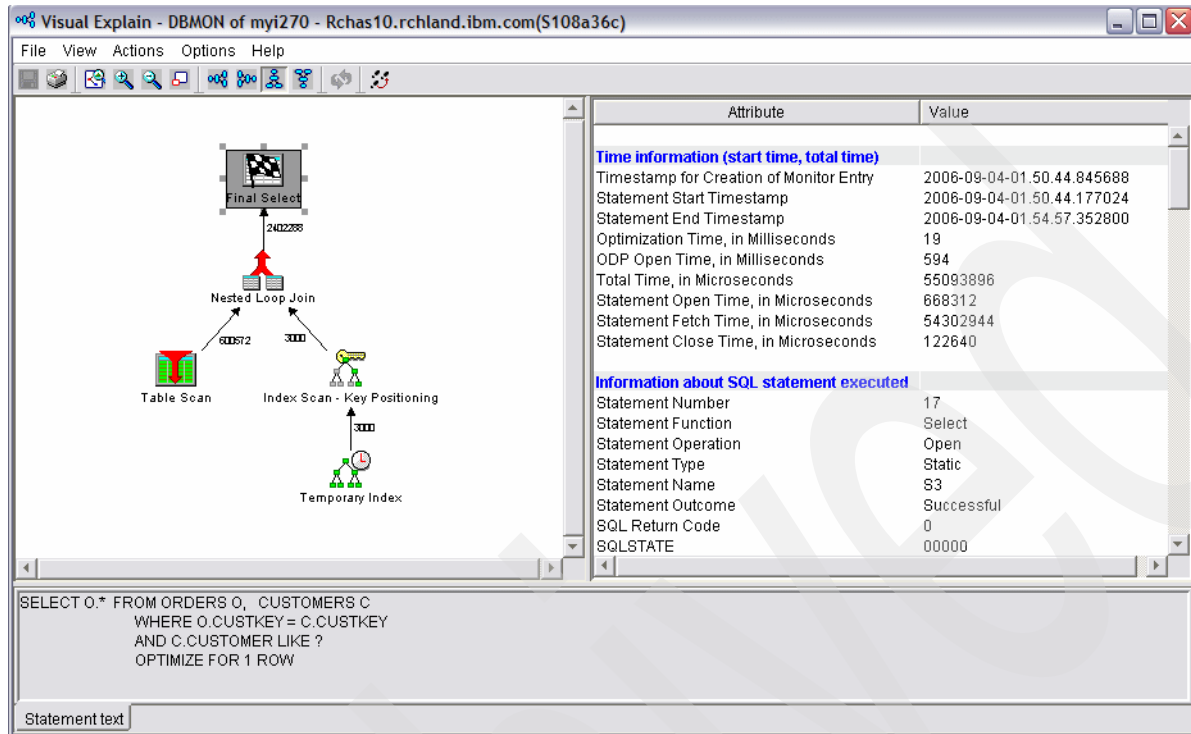 Visual Explain - DBMON of myi270 - Rchas10.rchland.ibm.com(S108a36c)
File View Actions Options Help
Final Select
2402288
Nested Loop Join
600572
3000
Table Scan
Index Scan - Key Positioning
3000
Temporary Index
Attribute Value
Time information (start time, total time)
Timestamp for Creation of Monitor Entry 2006-09-04-01.50.44.845688
Statement Start Timestamp 2006-09-04-01.50.44.177024
Statement End Timestamp 2006-09-04-01.54.57.352800
Optimization Time, in Milliseconds 19
ODP Open Time, in Milliseconds 594
Total Time, in Microseconds 55093896
Statement Open Time, in Microseconds 668312
Statement Fetch Time, in Microseconds 54302944
Statement Close Time, in Microseconds 122640
Information about SQL statement executed
Statement Number 17
Statement Function Select
Statement Operation Open
Statement Type Static
Statement Name S3
Statement Outcome Successful
SQL Return Code 0
SQLSTATE 00000
SELECT O.* FROM ORDERS O, CUSTOMERS C
WHERE O.CUSTKEY = C.CUSTKEY
AND C.CUSTOMER LIKE ?
OPTIMIZE FOR 1 ROW
Statement text